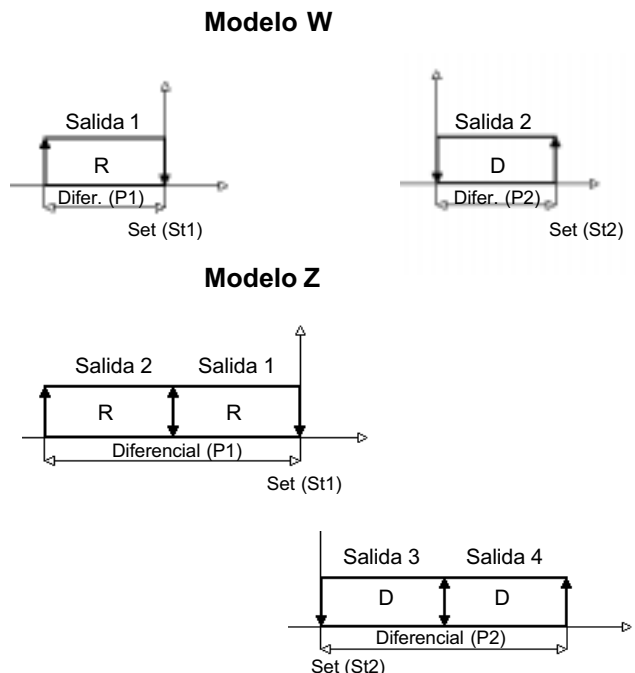 Modelo W
Salida 1
R
Difer. (P1)
Set (St1)
Salida 2
D
Difer. (P2)
Set (St2)
Modelo Z
Salida 2
Salida 1
R
R
Diferencial (P1)
Set (St1)
Salida 3
Salida 4
D
D
Diferencial (P2)
Set (St2)